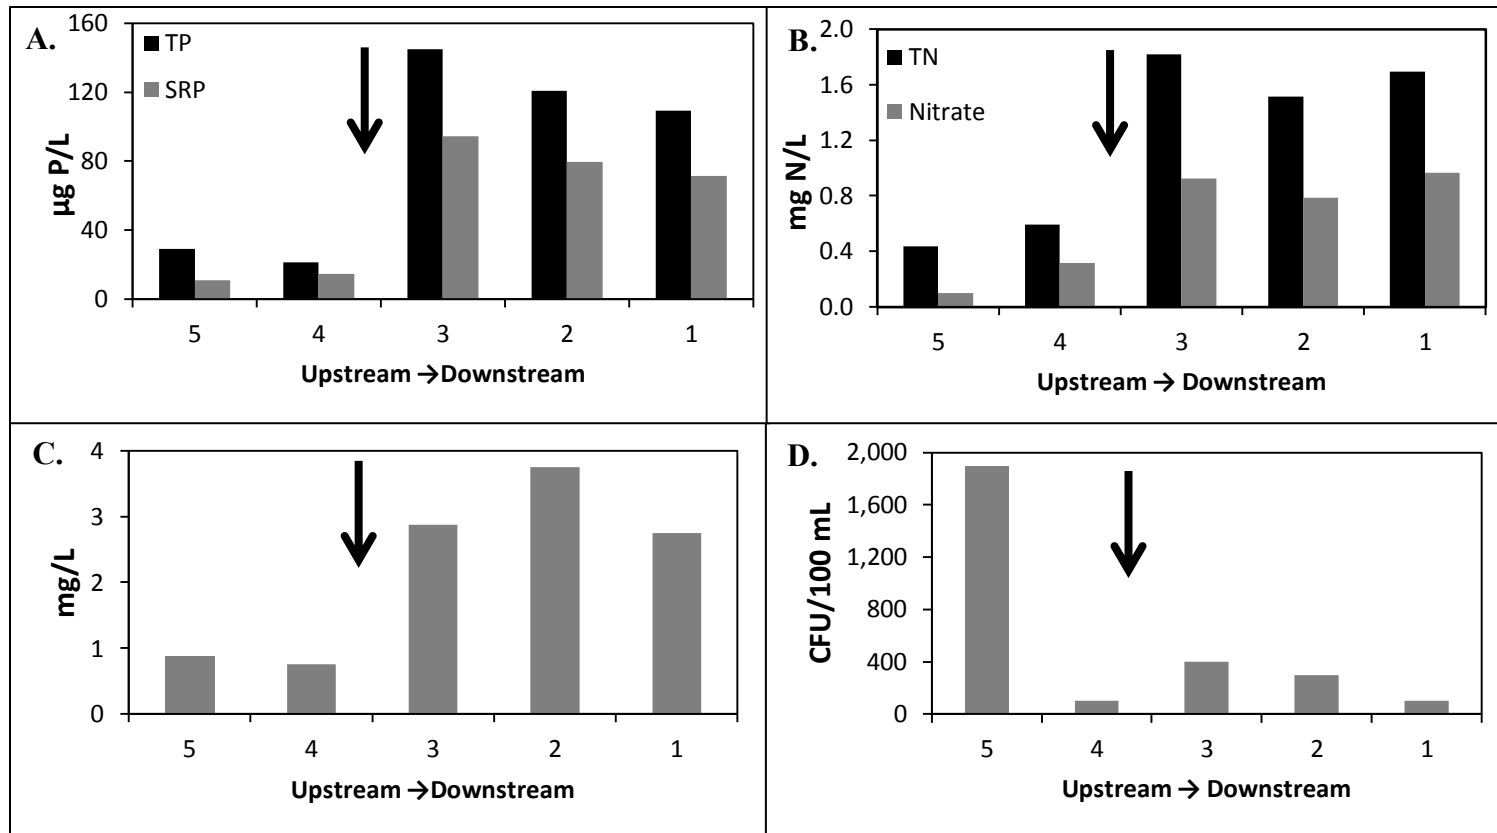 A.
160
120
80
40
0
µg P/L
TP
SRP
5 4 3 2 1
Upstream →Downstream
B.
2.0
1.6
1.2
0.8
0.4
0.0
mg N/L
TN
Nitrate
5 4 3 2 1
Upstream → Downstream
C.
4
3
2
1
0
mg/L
5 4 3 2 1
Upstream →Downstream
D.
2,000
1,600
1,200
800
400
0
CFU/100 mL
5 4 3 2 1
Upstream → Downstream